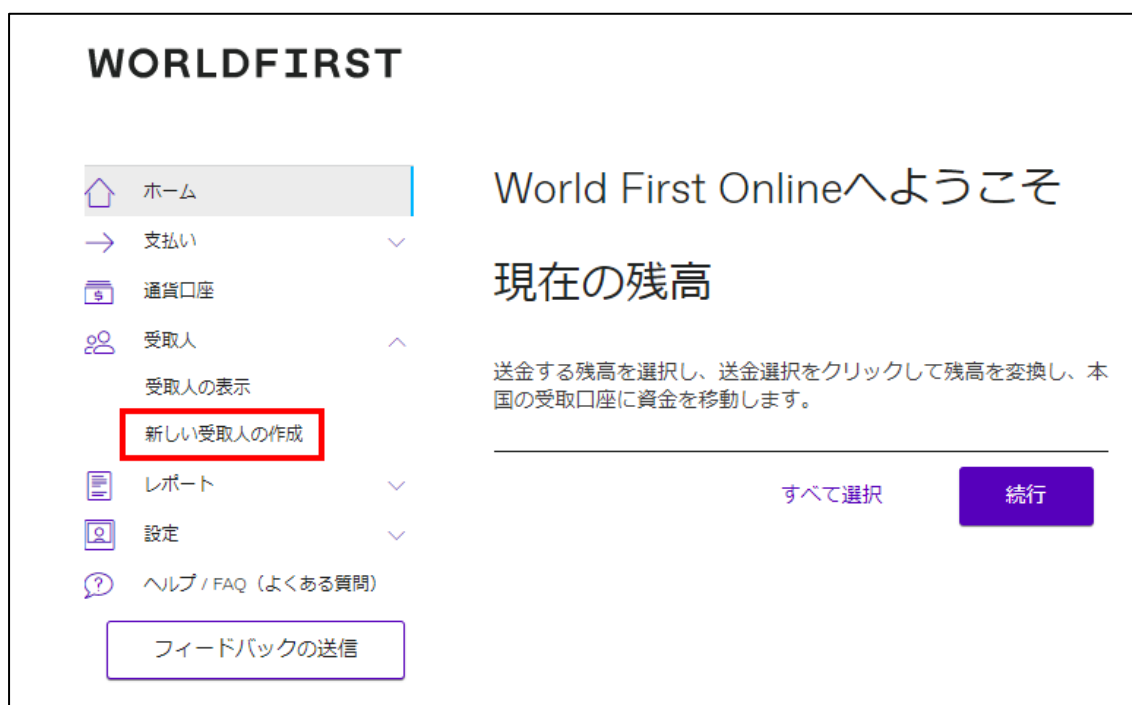 WORLDFIRST
ホーム
支払い
通貨口座
受取人
受取人の表示
新しい受取人の作成
レポート
設定
ヘルプ / FAQ（よくある質問）
フィードバックの送信
World First Onlineへようこそ
現在の残高
送金する残高を選択し、送金選択をクリックして残高を変換し、本
国の受取口座に資金を移動します。
すべて選択
続行